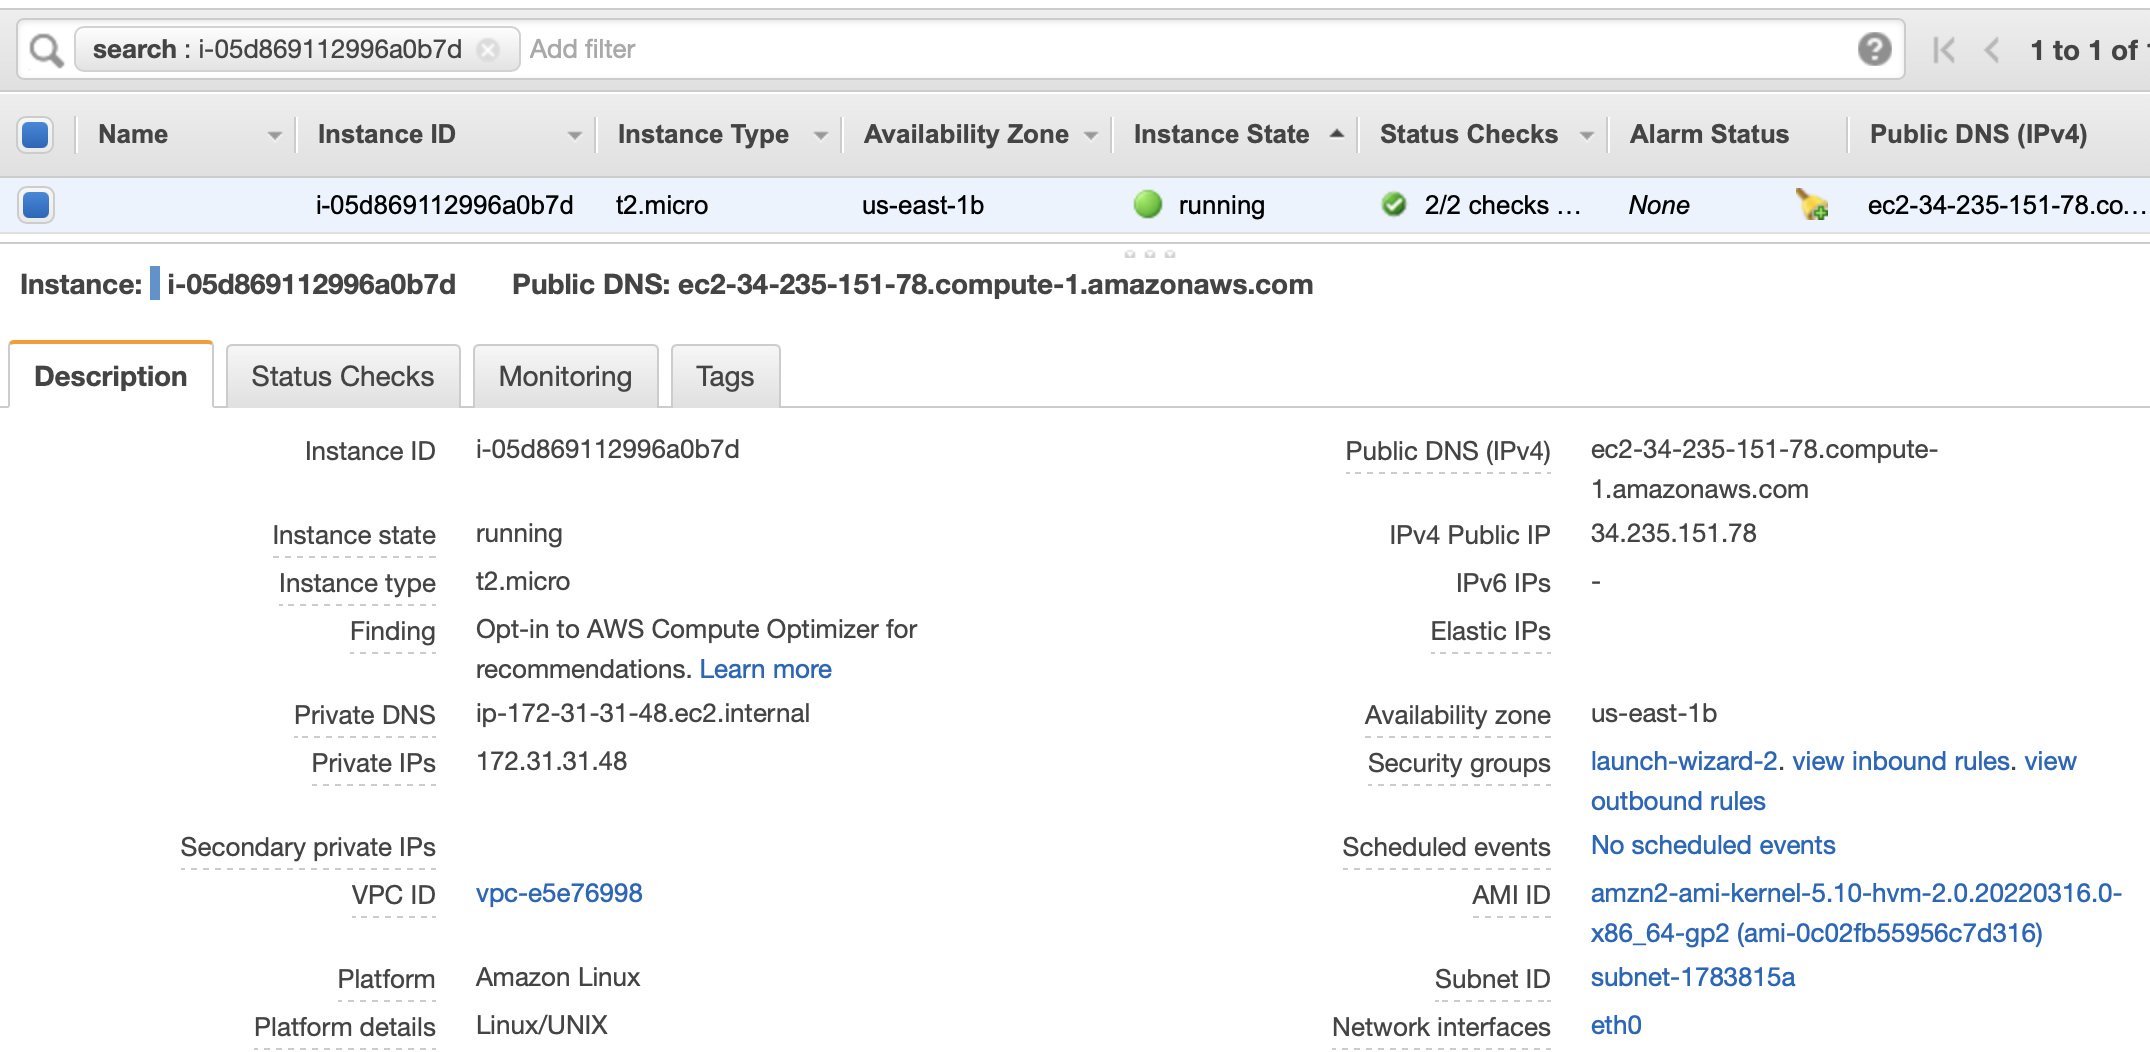 search : i-05d869112996a0b7d Add filter 1 to 1 of
Name Instance ID Instance Type Availability Zone Instance State Status Checks Alarm Status Public DNS (IPv4)
i-05d869112996a0b7d t2.micro us-east-1b running 2/2 checks ... None ec2-34-235-151-78.co...
Instance: i-05d869112996a0b7d Public DNS: ec2-34-235-151-78.compute-1.amazonaws.com
Description Status Checks Monitoring Tags
Instance ID i-05d869112996a0b7d
Instance state running
Instance type t2.micro
Finding Opt-in to AWS Compute Optimizer for
recommendations. Learn more
Private DNS ip-172-31-31-48.ec2.internal
Private IPs 172.31.31.48
Secondary private IPs
VPC ID vpc-e5e76998
Platform Amazon Linux
Platform details Linux/UNIX
Public DNS (IPv4) ec2-34-235-151-78.compute-
1.amazonaws.com
IPv4 Public IP 34.235.151.78
IPv6 IPs -
Elastic IPs
Availability zone us-east-1b
Security groups launch-wizard-2. view inbound rules. view
outbound rules
Scheduled events No scheduled events
AMI ID amzn2-ami-kernel-5.10-hvm-2.0.20220316.0-
x86_64-gp2 (ami-0c02fb55956c7d316)
Subnet ID subnet-1783815a
Network interfaces eth0